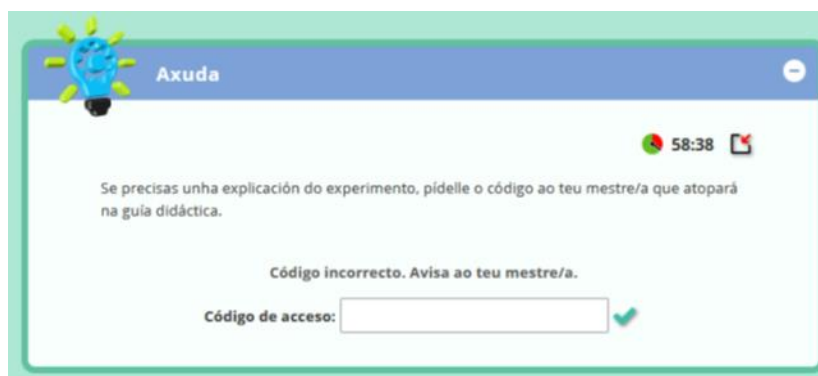 Axuda
58:38
Se precisas unha explicación do experimento, pídelle o código ao teu mestre/a que atopará
na guía didáctica.
Código incorrecto. Avisa ao teu mestre/a.
Código de acceso: